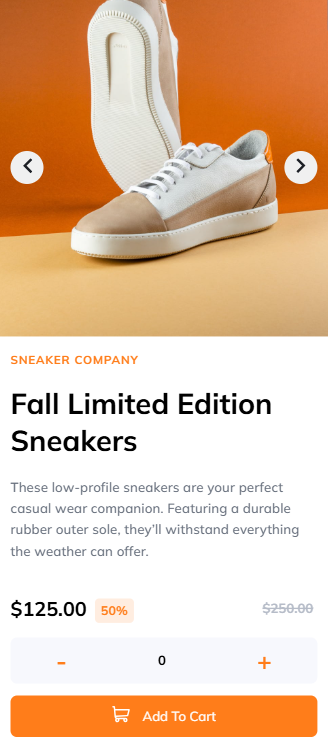 SNEAKER COMPANY
Fall Limited Edition
Sneakers
These low-profile sneakers are your perfect
casual wear companion. Featuring a durable
rubber outer sole, they'll withstand everything
the weather can offer.
$125.00 50% $250.00
- 0 +
Add To Cart